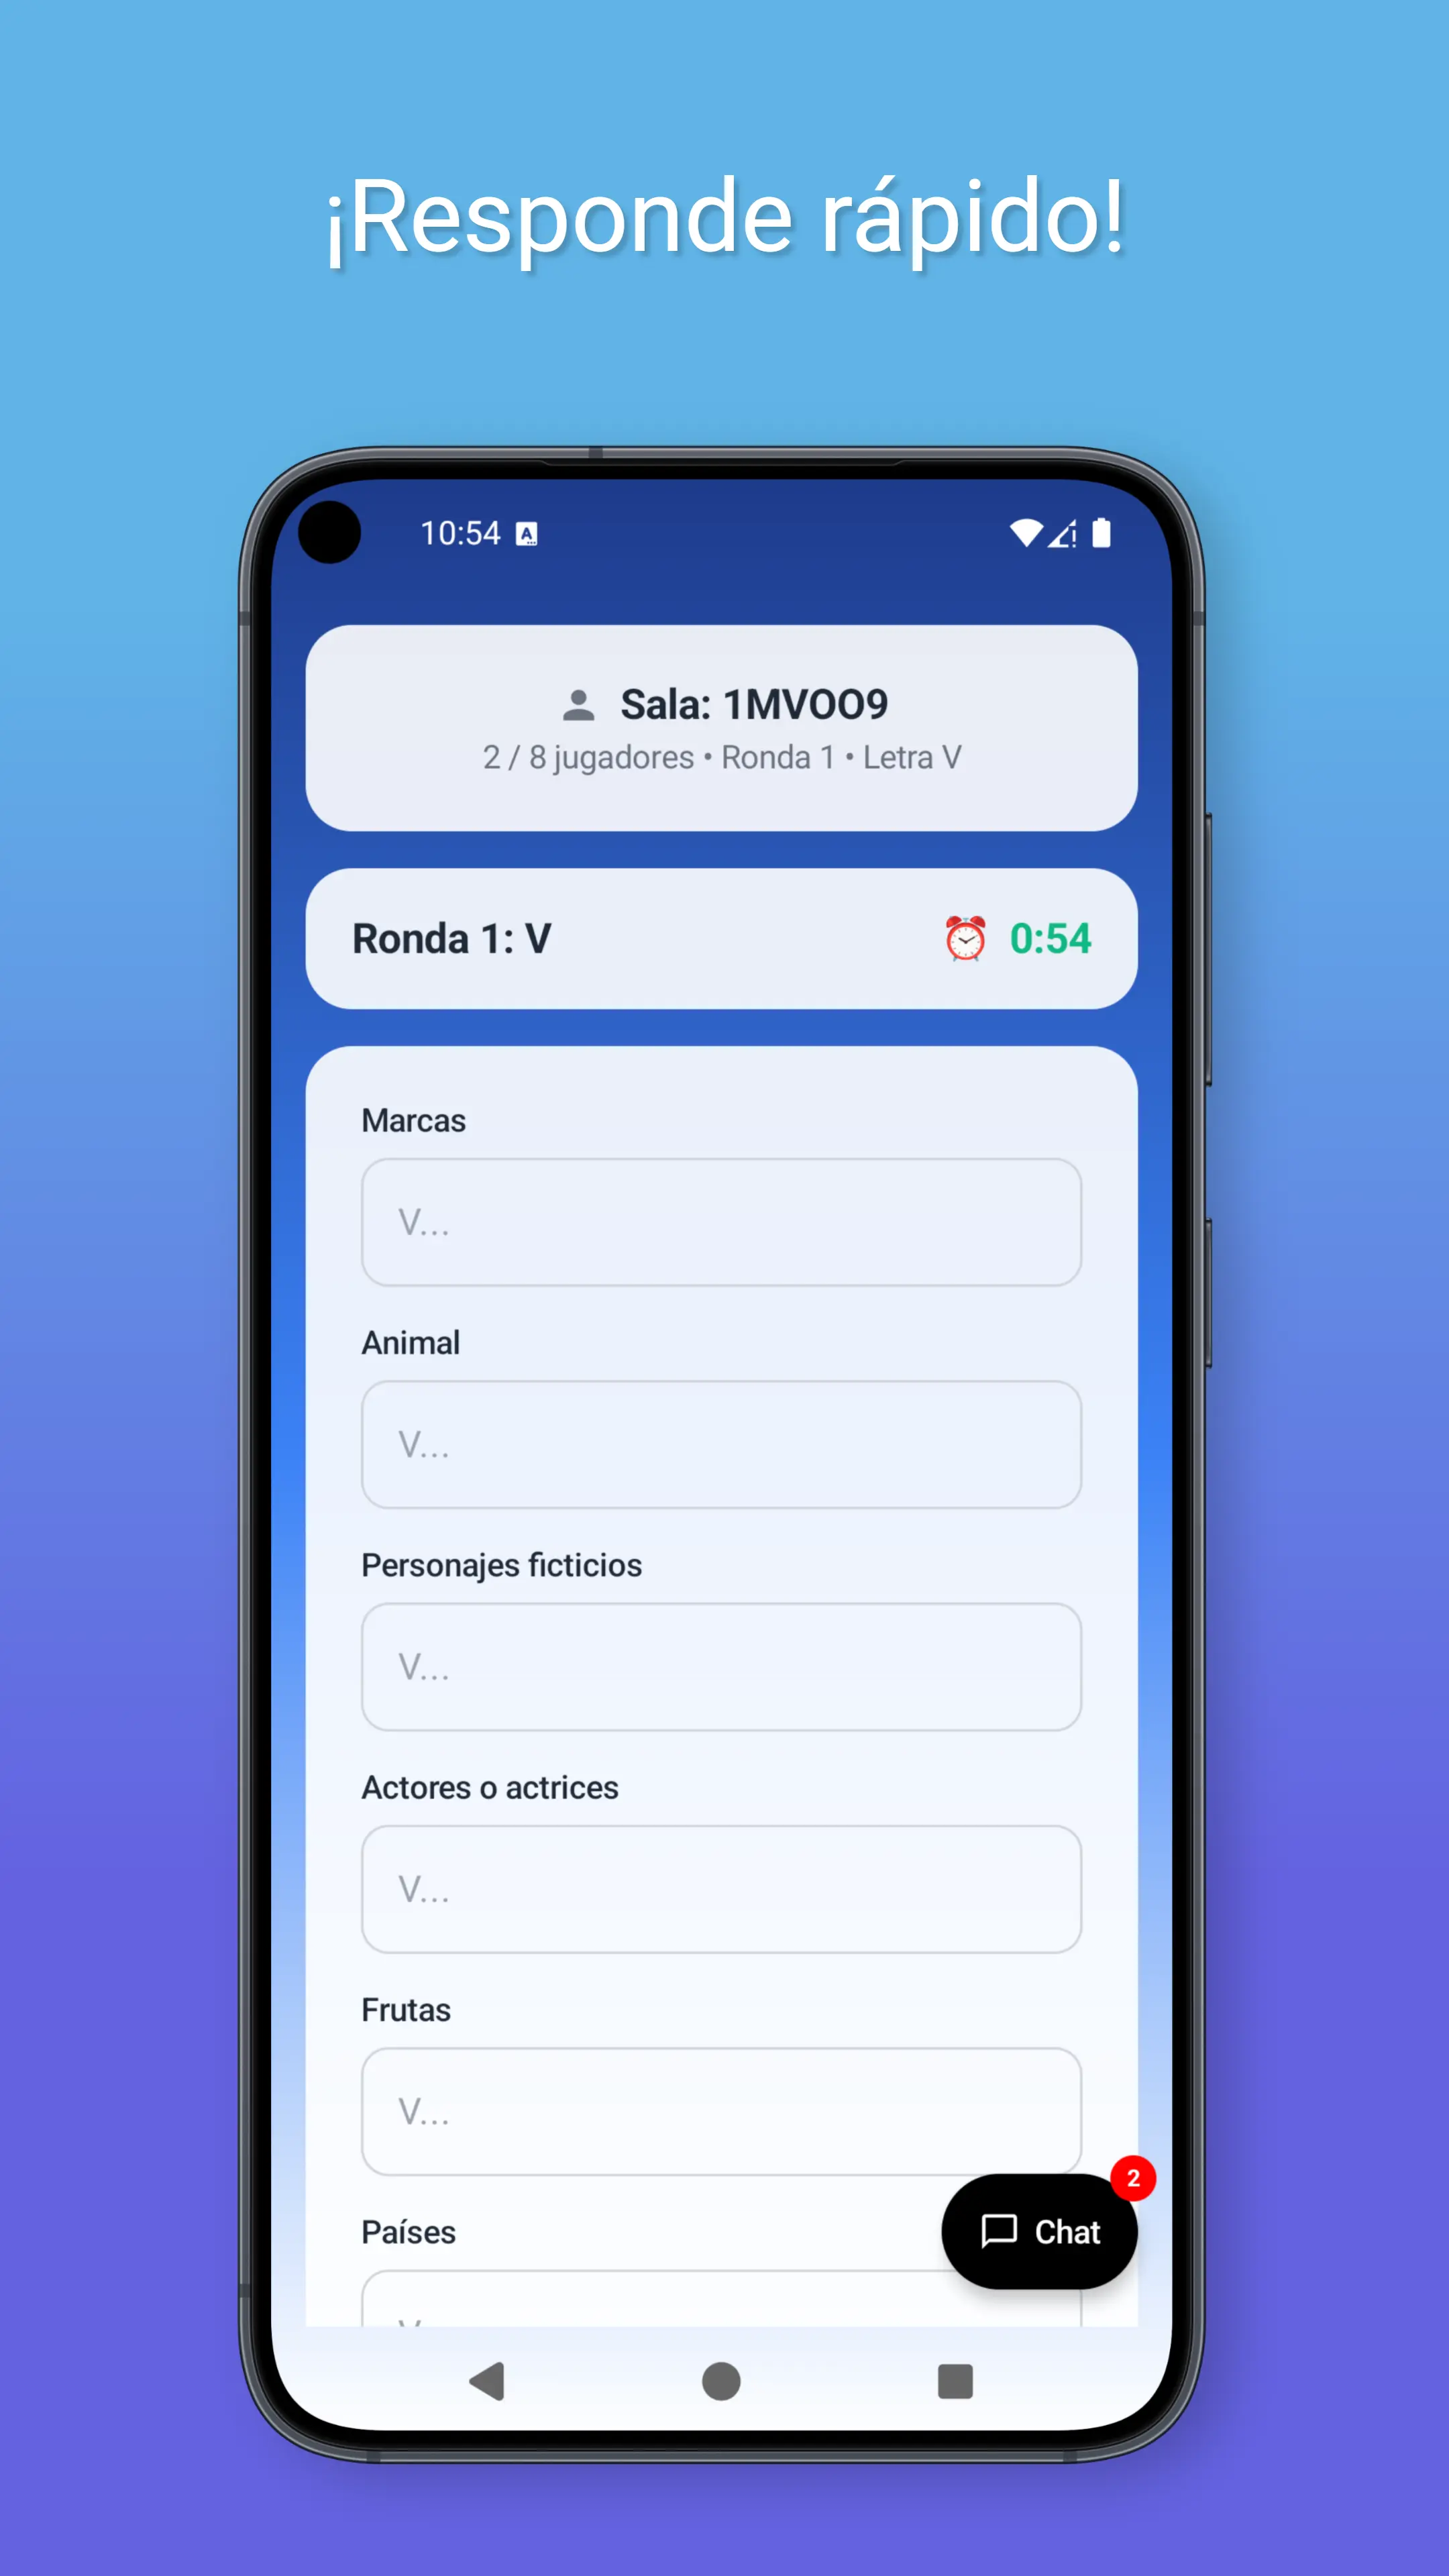 ¡Responde rápido!
10:54
Sala: 1MVOO9
2 / 8 jugadores • Ronda 1 • Letra V
Ronda 1: V
0:54
Marcas
V...
Animal
V...
Personajes ficticios
V...
Actores o actrices
V...
Frutas
V...
2
Países
Chat